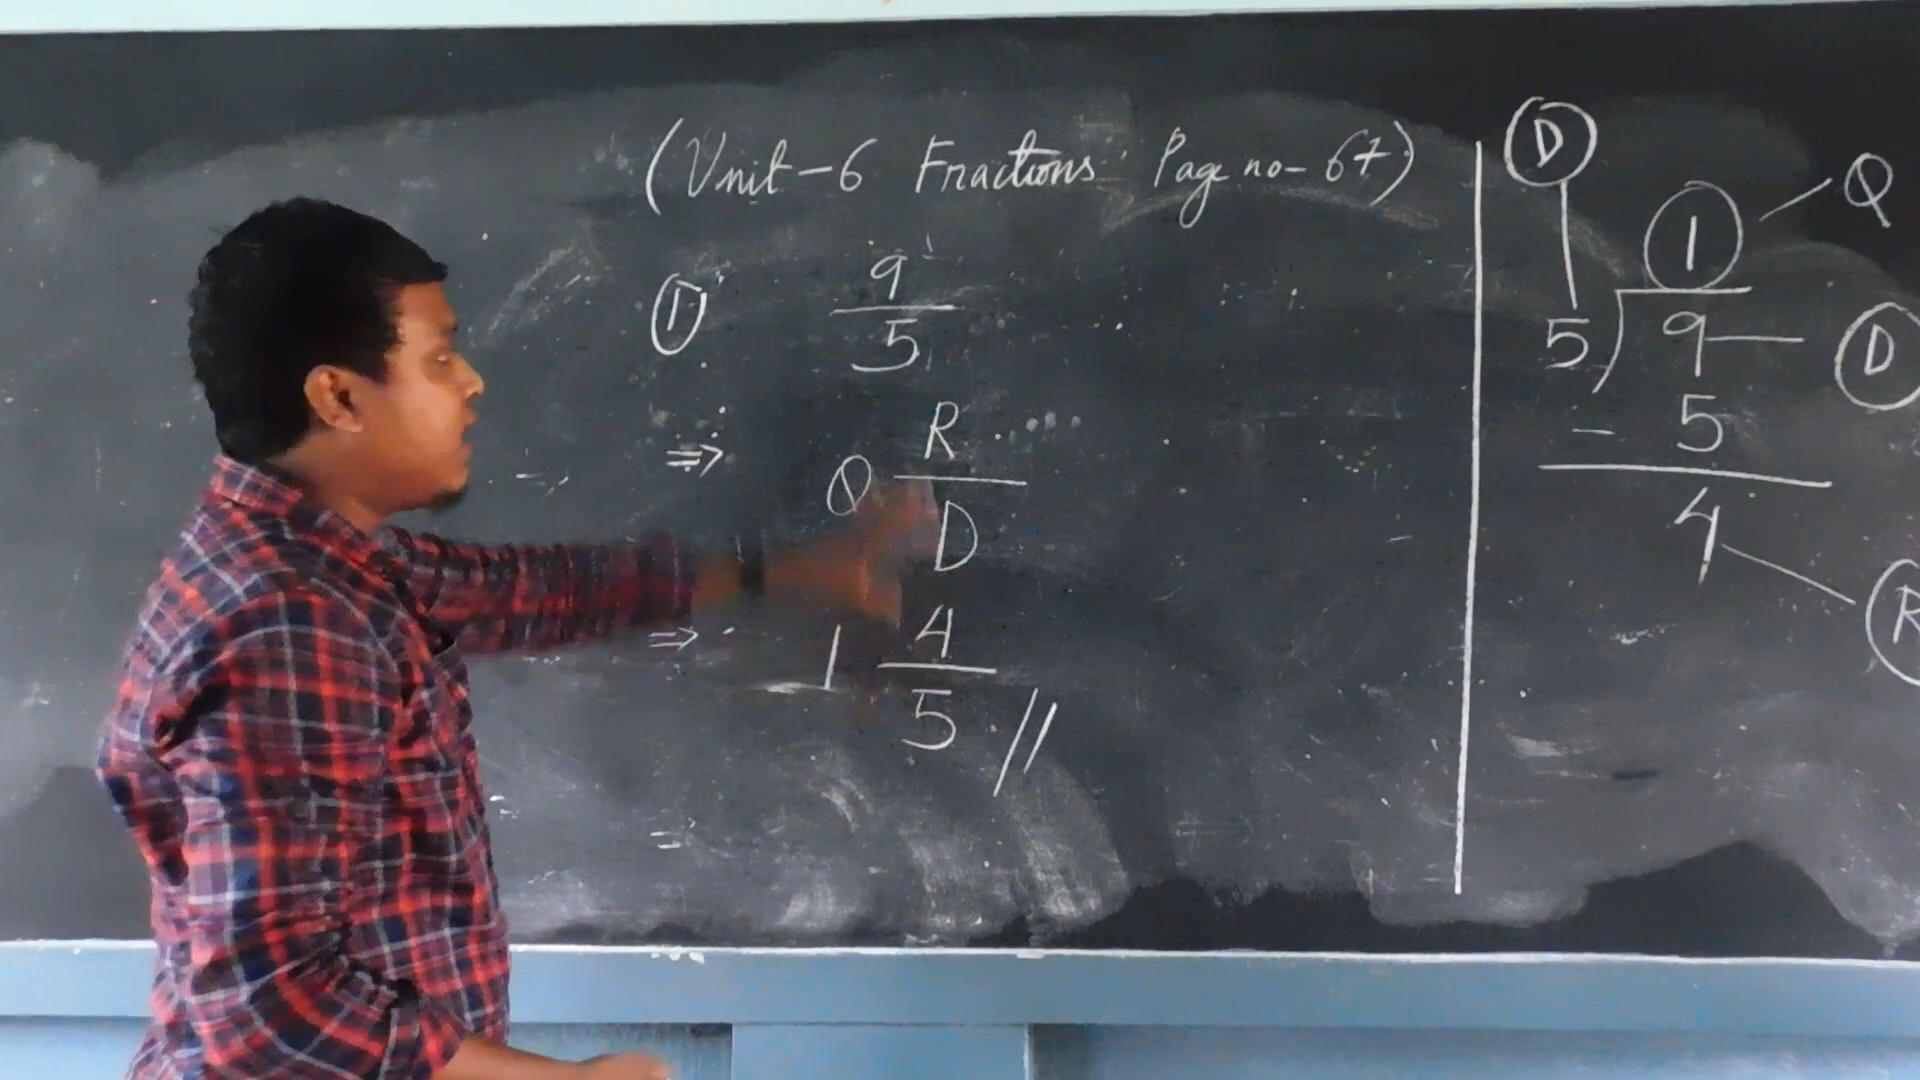 (Unit-6 Fractions Page no-67)
① 9/5
⇒ Q R/D
⇒ 1 4/5 //
⇒
D
1 Q
5) 9 D
- 5
4 R